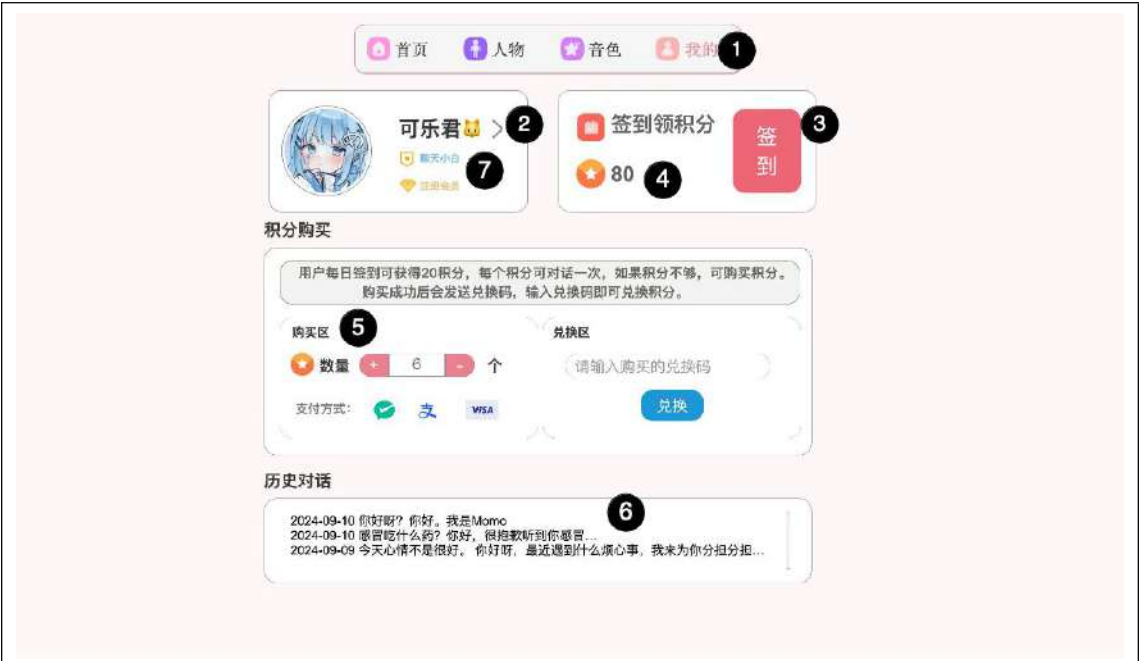 首页 人物 音色 我的 1
可乐君 2
聊天小白 7
注册会员
签到领积分
80 4
签到 3
积分购买
用户每日签到可获得20积分，每个积分可对话一次，如果积分不够，可购买积分。
购买成功后会发送兑换码，输入兑换码即可兑换积分。
购买区 5
数量 + 6 - 个
支付方式： 支 VISA
兑换区
请输入购买的兑换码
兑换
历史对话
6
2024-09-10 你好呀？你好。我是Momo
2024-09-10 感冒吃什么药？你好，很抱歉听到你感冒...
2024-09-09 今天心情不是很好。 你好呀，最近遇到什么烦心事，我来为你分担分担...